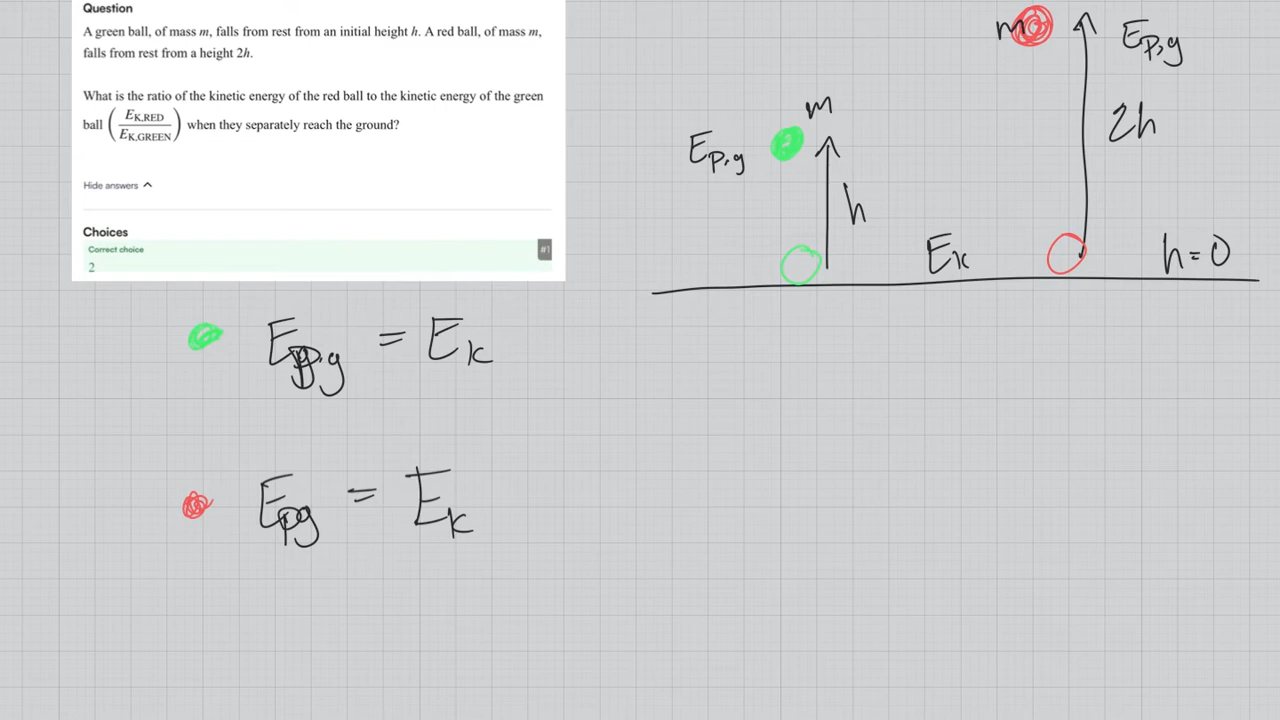 Question
A green ball, of mass m, falls from rest from an initial height h. A red ball, of mass m,
falls from rest from a height 2h.
What is the ratio of the kinetic energy of the red ball to the kinetic energy of the green
ball (E_K,RED / E_K,GREEN) when they separately reach the ground?
Hide answers
Choices
Correct choice
#1
2
m
E_p,g
2h
m
E_p,g
h
E_k
h = 0
E_p,g = E_k
E_pg = E_k